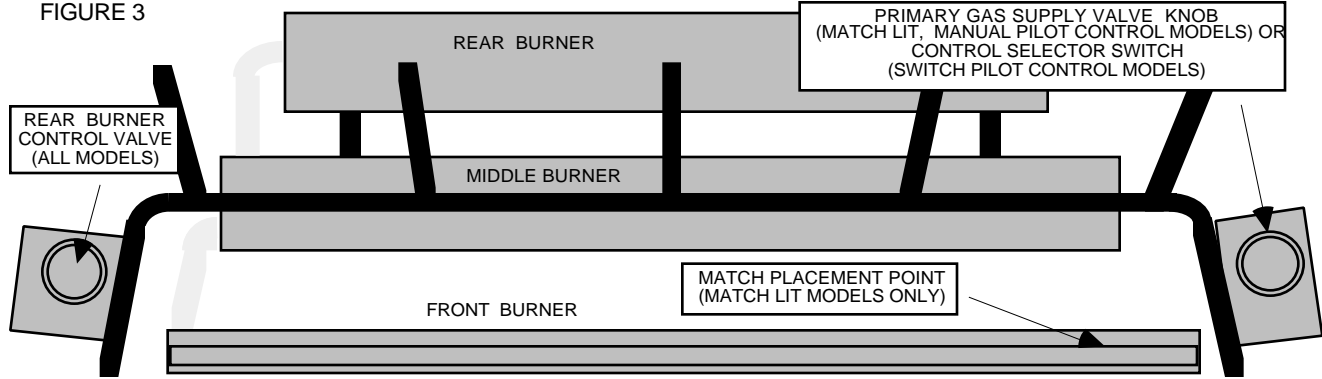 FIGURE 3
REAR BURNER
PRIMARY GAS SUPPLY VALVE KNOB
(MATCH LIT, MANUAL PILOT CONTROL MODELS) OR
CONTROL SELECTOR SWITCH
(SWITCH PILOT CONTROL MODELS)
REAR BURNER
CONTROL VALVE
(ALL MODELS)
MIDDLE BURNER
MATCH PLACEMENT POINT
(MATCH LIT MODELS ONLY)
FRONT BURNER